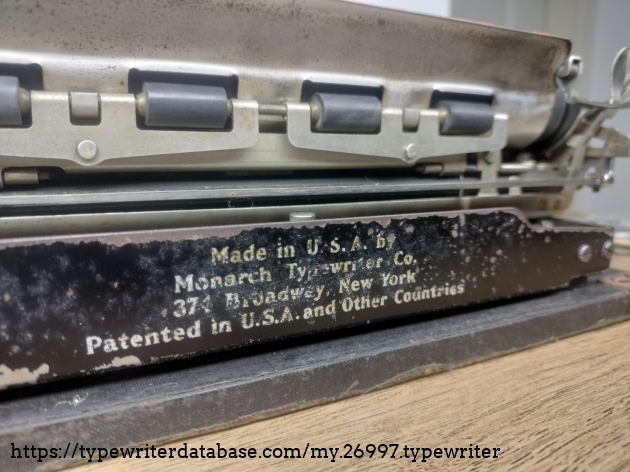 Made in U.S.A. by
Monarch Typewriter Co.
374 Broadway, New York
Patented in U.S.A. and Other Countries
https://typewriterdatabase.com/my.26997.typewriter